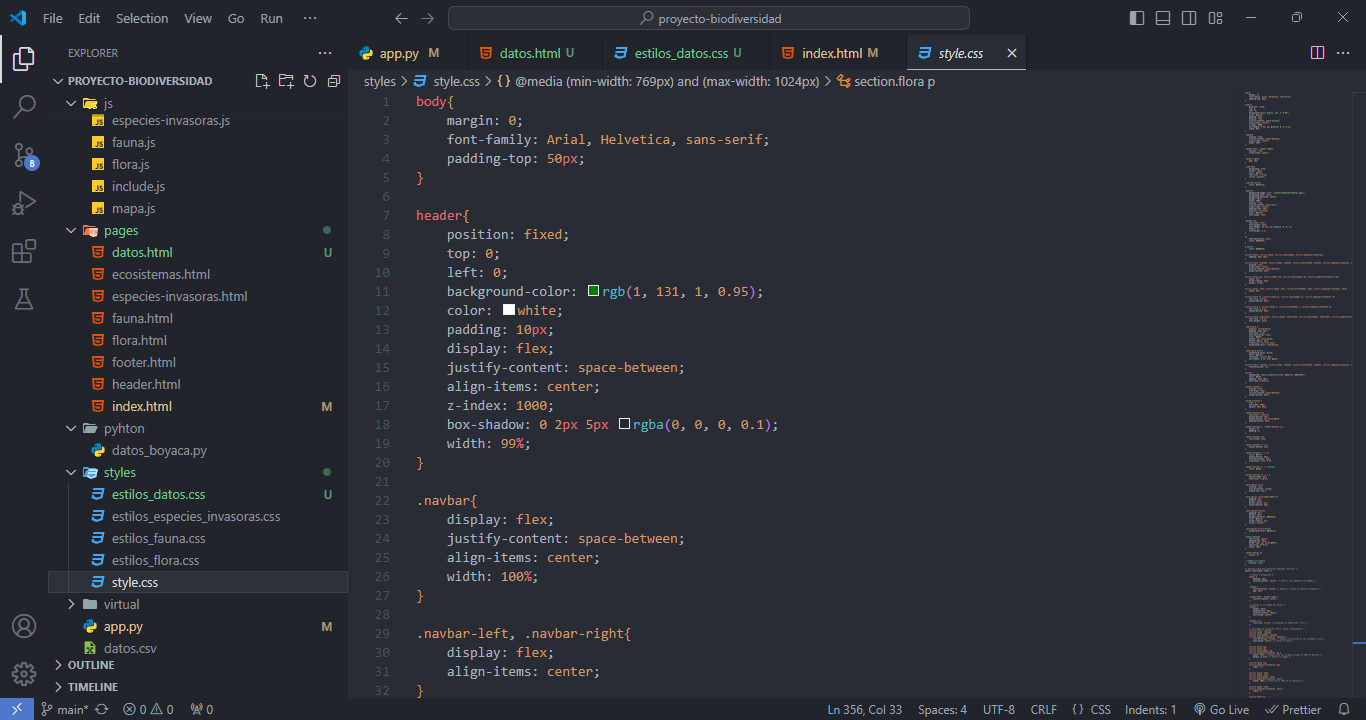 File Edit Selection View Go Run ··· proyecto-biodiversidad
EXPLORER ···
PROYECTO-BIODIVERSIDAD
js
especies-invasoras.js
fauna.js
flora.js
include.js
mapa.js
pages
datos.html U
ecosistemas.html
especies-invasoras.html
fauna.html
flora.html
footer.html
header.html
index.html M
pyhton
datos_boyaca.py
styles
estilos_datos.css U
estilos_especies_invasoras.css
estilos_fauna.css
estilos_flora.css
style.css
virtual
app.py M
datos.csv
OUTLINE
TIMELINE
8
app.py M datos.html U estilos_datos.css U index.html M style.css
styles > style.css > {} @media (min-width: 769px) and (max-width: 1024px) > section.flora p
1 body{
2 margin: 0;
3 font-family: Arial, Helvetica, sans-serif;
4 padding-top: 50px;
5 }
6
7 header{
8 position: fixed;
9 top: 0;
10 left: 0;
11 background-color: rgb(1, 131, 1, 0.95);
12 color: white;
13 padding: 10px;
14 display: flex;
15 justify-content: space-between;
16 align-items: center;
17 z-index: 1000;
18 box-shadow: 0 2px 5px rgba(0, 0, 0, 0.1);
19 width: 99%;
20 }
21
22 .navbar{
23 display: flex;
24 justify-content: space-between;
25 align-items: center;
26 width: 100%;
27 }
28
29 .navbar-left, .navbar-right{
30 display: flex;
31 align-items: center;
32 }
main* 0 0 0 Ln 356, Col 33 Spaces: 4 UTF-8 CRLF {} CSS Indents: 1 Go Live Prettier